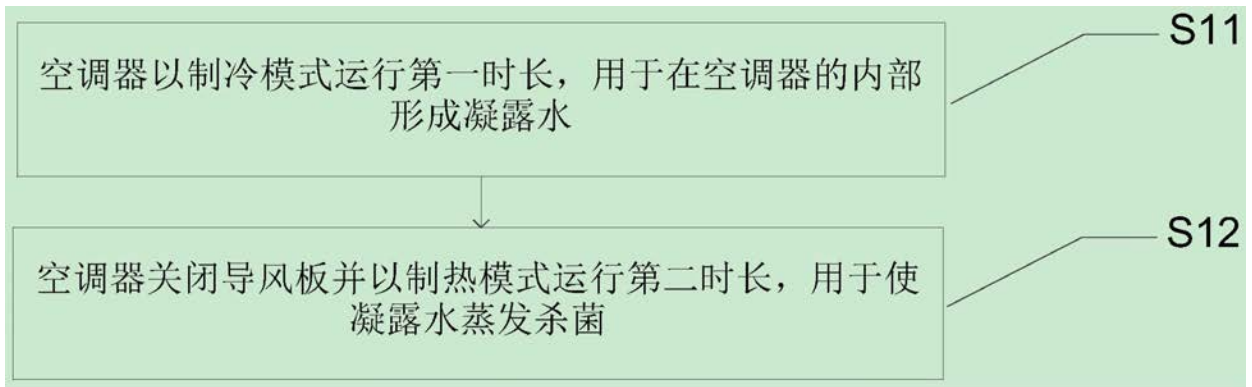 S11
空调器以制冷模式运行第一时长，用于在空调器的内部
形成凝露水
S12
空调器关闭导风板并以制热模式运行第二时长，用于使
凝露水蒸发杀菌